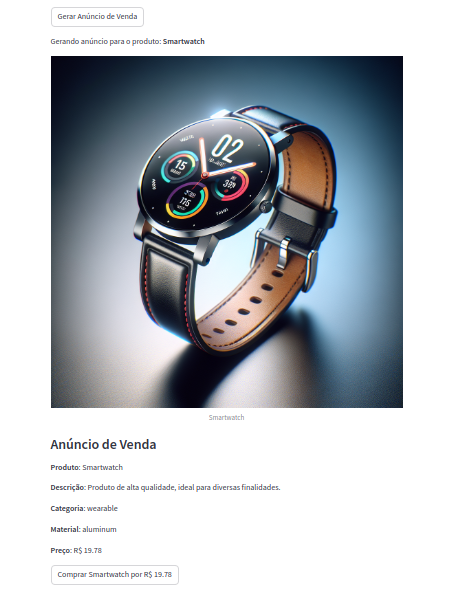 Gerar Anúncio de Venda
Gerando anúncio para o produto: Smartwatch
02
15
Smartwatch
Anúncio de Venda
Produto: Smartwatch
Descrição: Produto de alta qualidade, ideal para diversas finalidades.
Categoria: wearable
Material: aluminum
Preço: R$ 19.78
Comprar Smartwatch por R$ 19.78